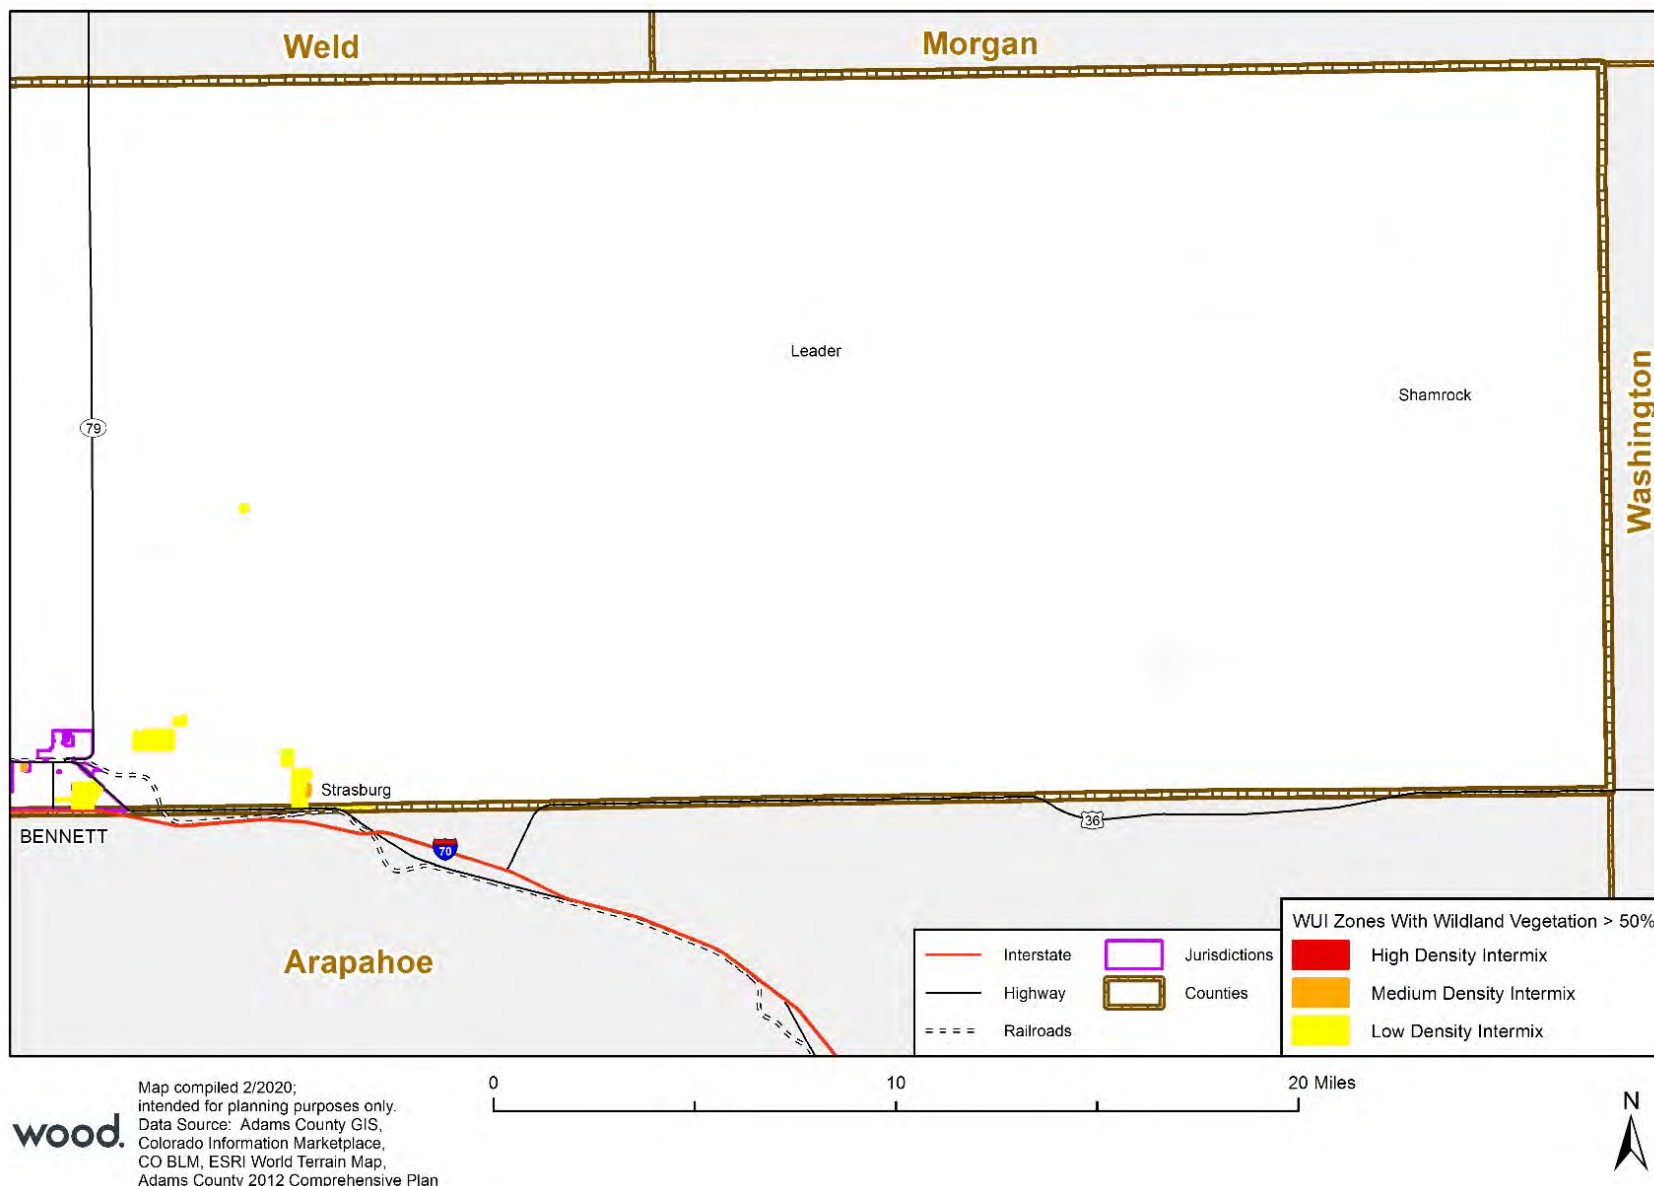 Weld
Morgan
Leader
Shamrock
Washington
79
Strasburg
BENNETT
70
36
Arapahoe
WUI Zones With Wildland Vegetation > 50%
Interstate
Jurisdictions
High Density Intermix
Highway
Counties
Medium Density Intermix
Railroads
Low Density Intermix
0
10
20 Miles
N
wood.
Map compiled 2/2020;
intended for planning purposes only.
Data Source: Adams County GIS,
Colorado Information Marketplace,
CO BLM, ESRI World Terrain Map,
Adams County 2012 Comprehensive Plan